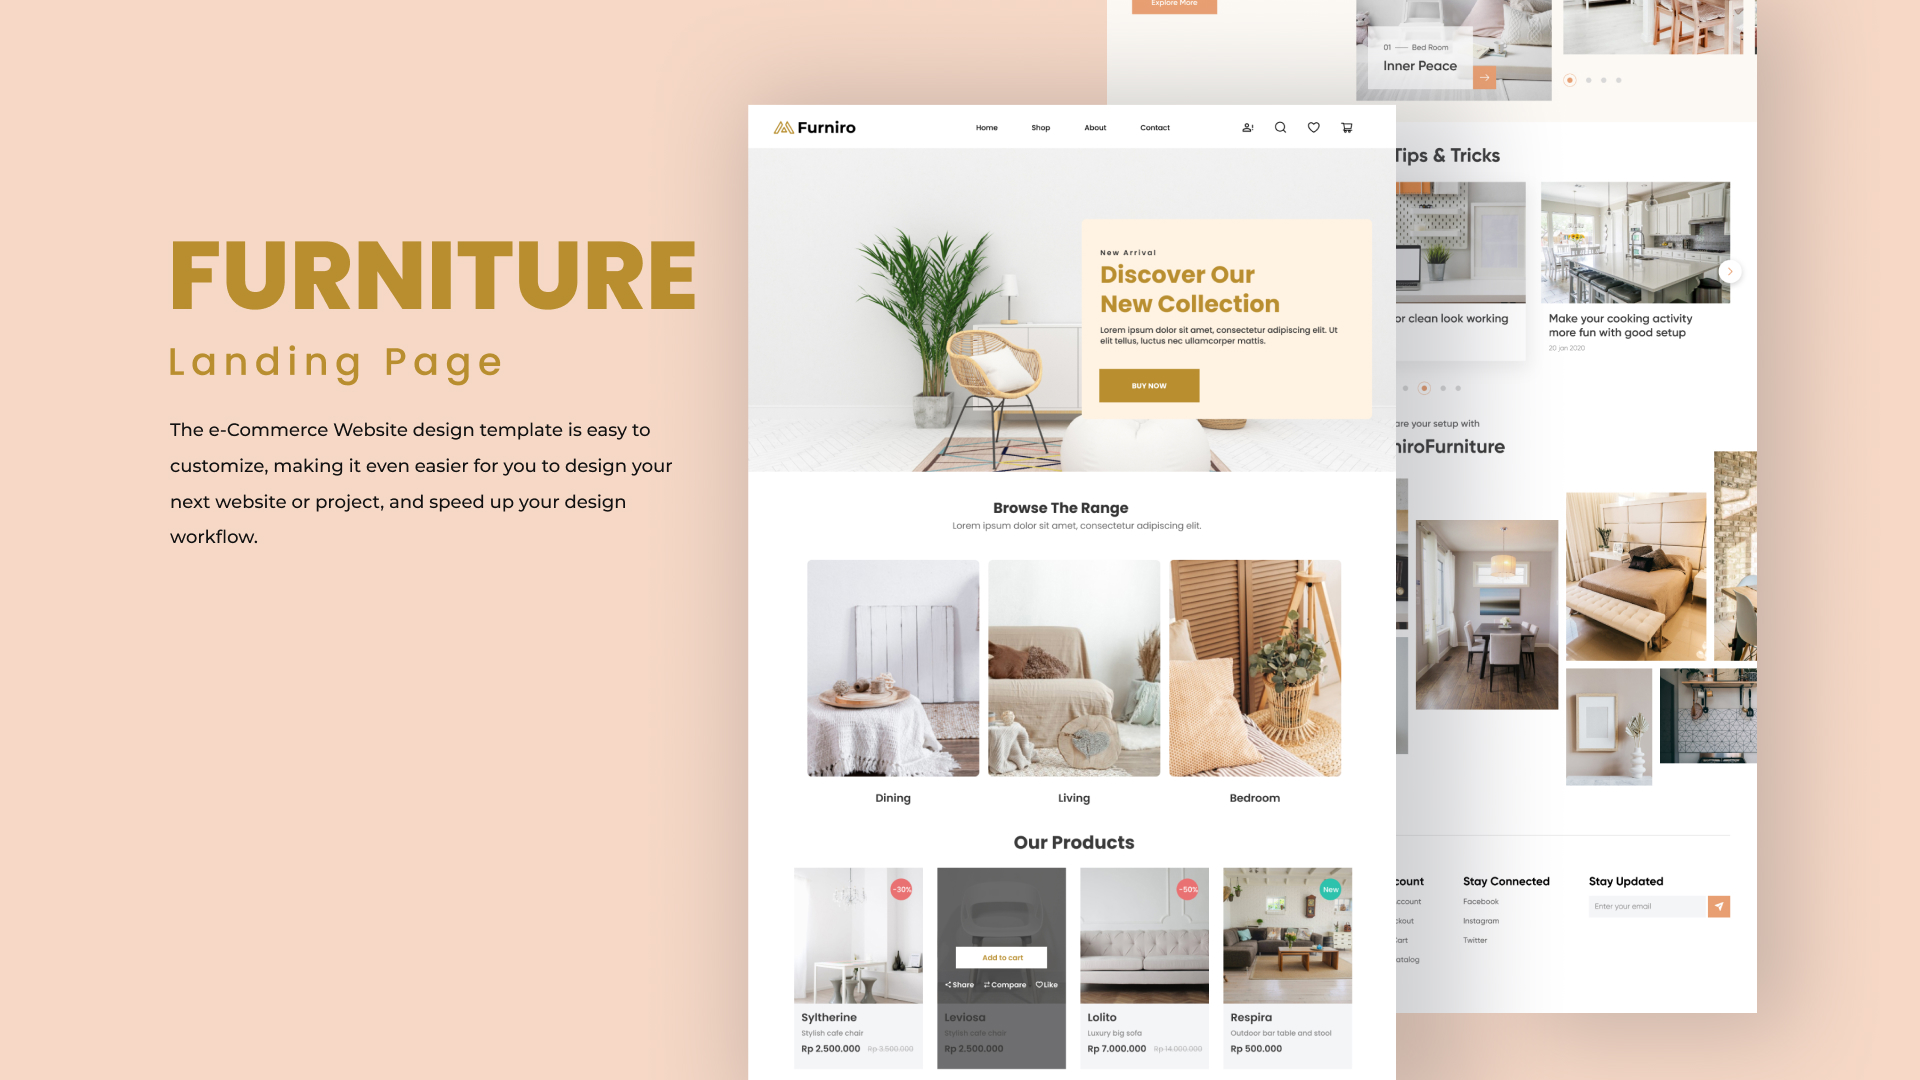 FURNITURE
Landing Page
The e-Commerce Website design template is easy to
customize, making it even easier for you to design your
next website or project, and speed up your design
workflow.
Furniro
Home
Shop
About
Contact
New Arrival
Discover Our
New Collection
Lorem ipsum dolor sit amet, consectetur adipiscing elit. Ut
elit tellus, luctus nec ullamcorper mattis.
BUY NOW
Browse The Range
Lorem ipsum dolor sit amet, consectetur adipiscing elit.
Dining
Living
Bedroom
Our Products
-30%
Syltherine
Stylish cafe chair
Rp 2.500.000 Rp 3.500.000
Add to cart
Share
Compare
Like
Leviosa
Stylish cafe chair
Rp 2.500.000
-50%
Lolito
Luxury big sofa
Rp 7.000.000 Rp 14.000.000
New
Respira
Outdoor bar table and stool
Rp 500.000
Explore More
01 — Bed Room
Inner Peace
Tips & Tricks
or clean look working
Make your cooking activity
more fun with good setup
20 jan 2020
are your setup with
niroFurniture
count
ccount
ckout
Cart
atalog
Stay Connected
Facebook
Instagram
Twitter
Stay Updated
Enter your email